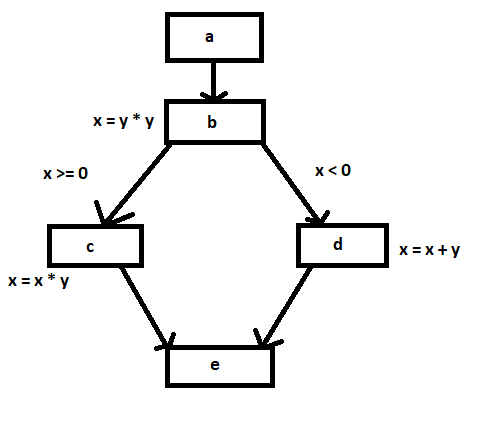 a
x = y * y
b
x >= 0
x < 0
c
d
x = x + y
x = x * y
e